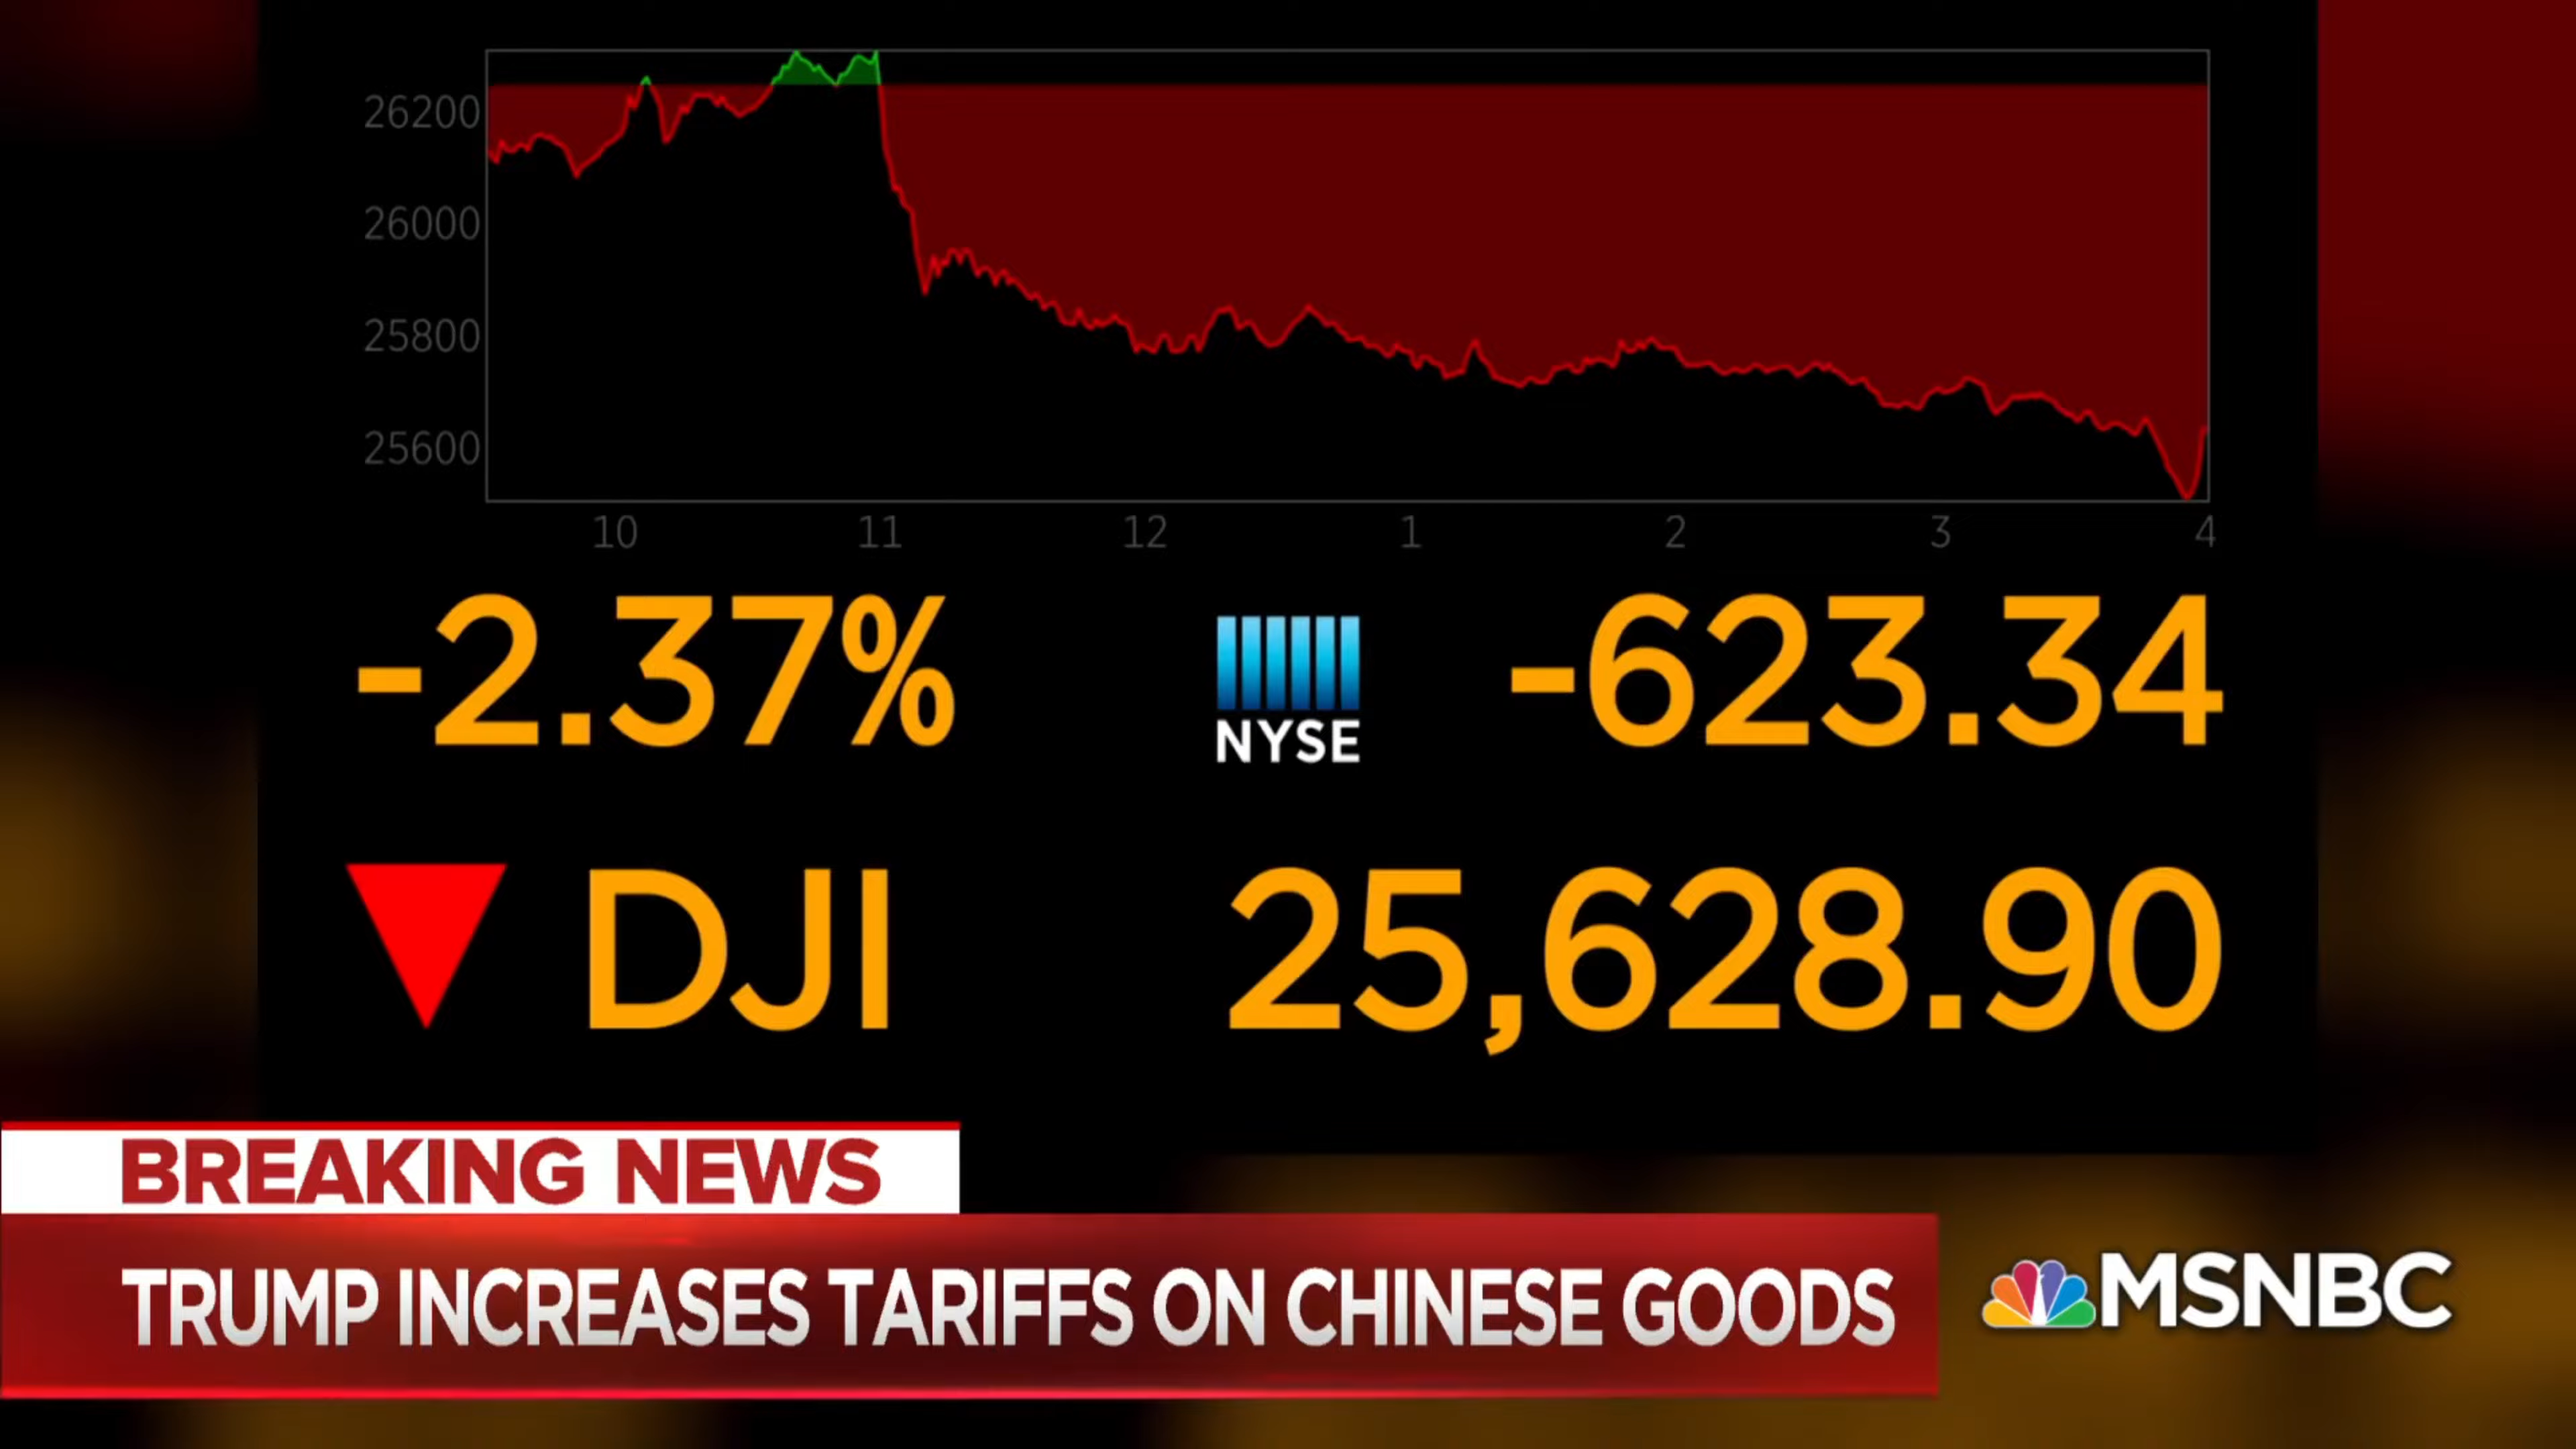 26200
26000
25800
25600
10 11 12 1 2 3 4
-2.37% NYSE -623.34
DJI 25,628.90
BREAKING NEWS
TRUMP INCREASES TARIFFS ON CHINESE GOODS
MSNBC